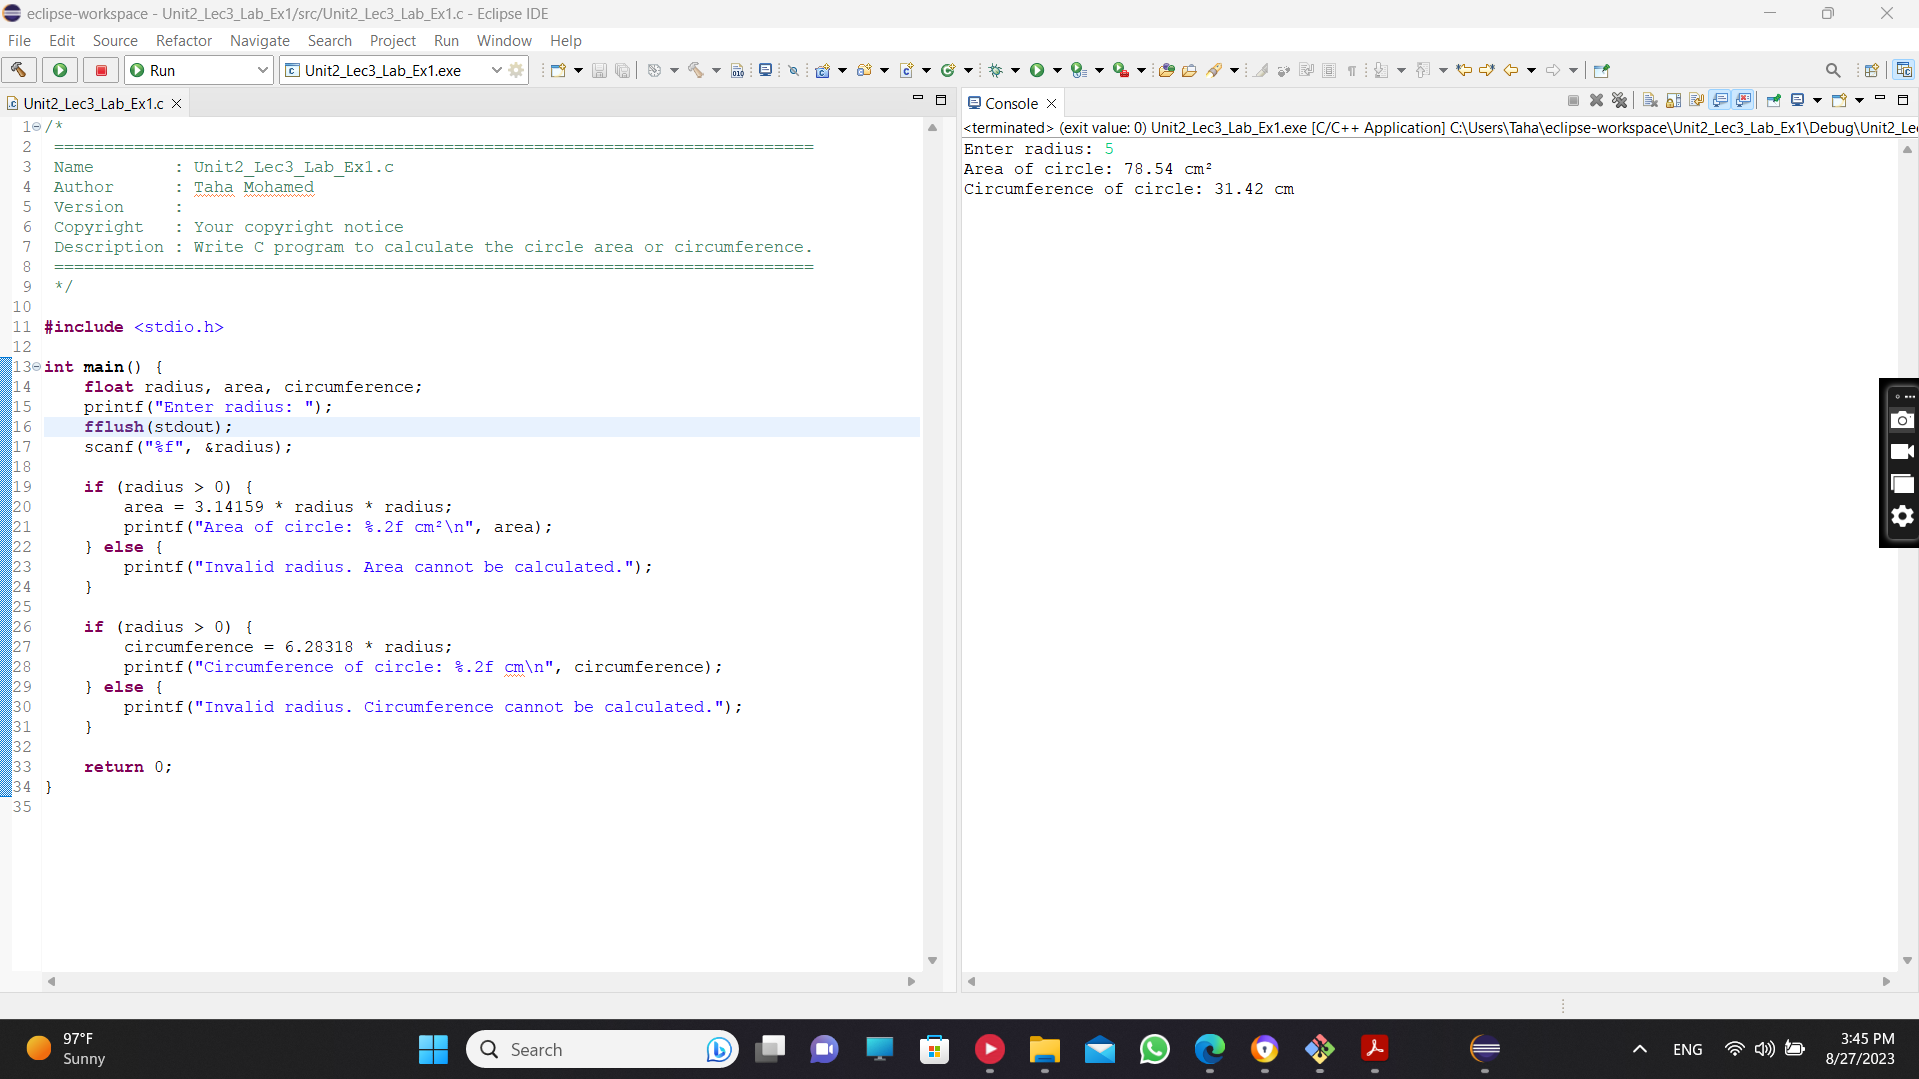 eclipse-workspace - Unit2_Lec3_Lab_Ex1/src/Unit2_Lec3_Lab_Ex1.c - Eclipse IDE
File Edit Source Refactor Navigate Search Project Run Window Help
Run Unit2_Lec3_Lab_Ex1.exe
Unit2_Lec3_Lab_Ex1.c
1 /*
2 ============================================================================
3 Name : Unit2_Lec3_Lab_Ex1.c
4 Author : Taha Mohamed
5 Version :
6 Copyright : Your copyright notice
7 Description : Write C program to calculate the circle area or circumference.
8 ============================================================================
9 */
10
11 #include <stdio.h>
12
13 int main() {
14 float radius, area, circumference;
15 printf("Enter radius: ");
16 fflush(stdout);
17 scanf("%f", &radius);
18
19 if (radius > 0) {
20 area = 3.14159 * radius * radius;
21 printf("Area of circle: %.2f cm²\n", area);
22 } else {
23 printf("Invalid radius. Area cannot be calculated.");
24 }
25
26 if (radius > 0) {
27 circumference = 6.28318 * radius;
28 printf("Circumference of circle: %.2f cm\n", circumference);
29 } else {
30 printf("Invalid radius. Circumference cannot be calculated.");
31 }
32
33 return 0;
34 }
35
Console
<terminated> (exit value: 0) Unit2_Lec3_Lab_Ex1.exe [C/C++ Application] C:\Users\Taha\eclipse-workspace\Unit2_Lec3_Lab_Ex1\Debug\Unit2_Le
Enter radius: 5
Area of circle: 78.54 cm²
Circumference of circle: 31.42 cm
97°F
Sunny
Search
ENG
3:45 PM
8/27/2023